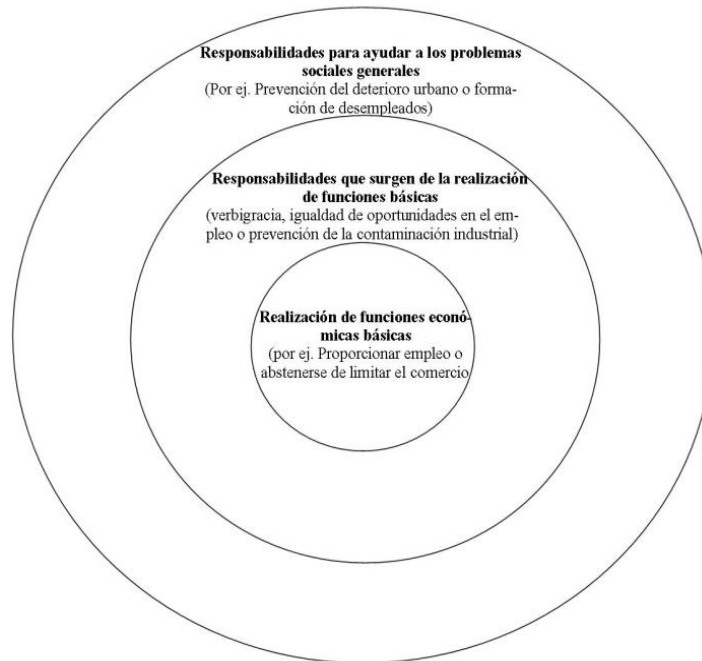 Responsabilidades para ayudar a los problemas
sociales generales
(Por ej. Prevención del deterioro urbano o forma-
ción de desempleados)
Responsabilidades que surgen de la realización
de funciones básicas
(verbigracia, igualdad de oportunidades en el em-
pleo o prevención de la contaminación industrial)
Realización de funciones econó-
micas básicas
(por ej. Proporcionar empleo o
abstenerse de limitar el comercio